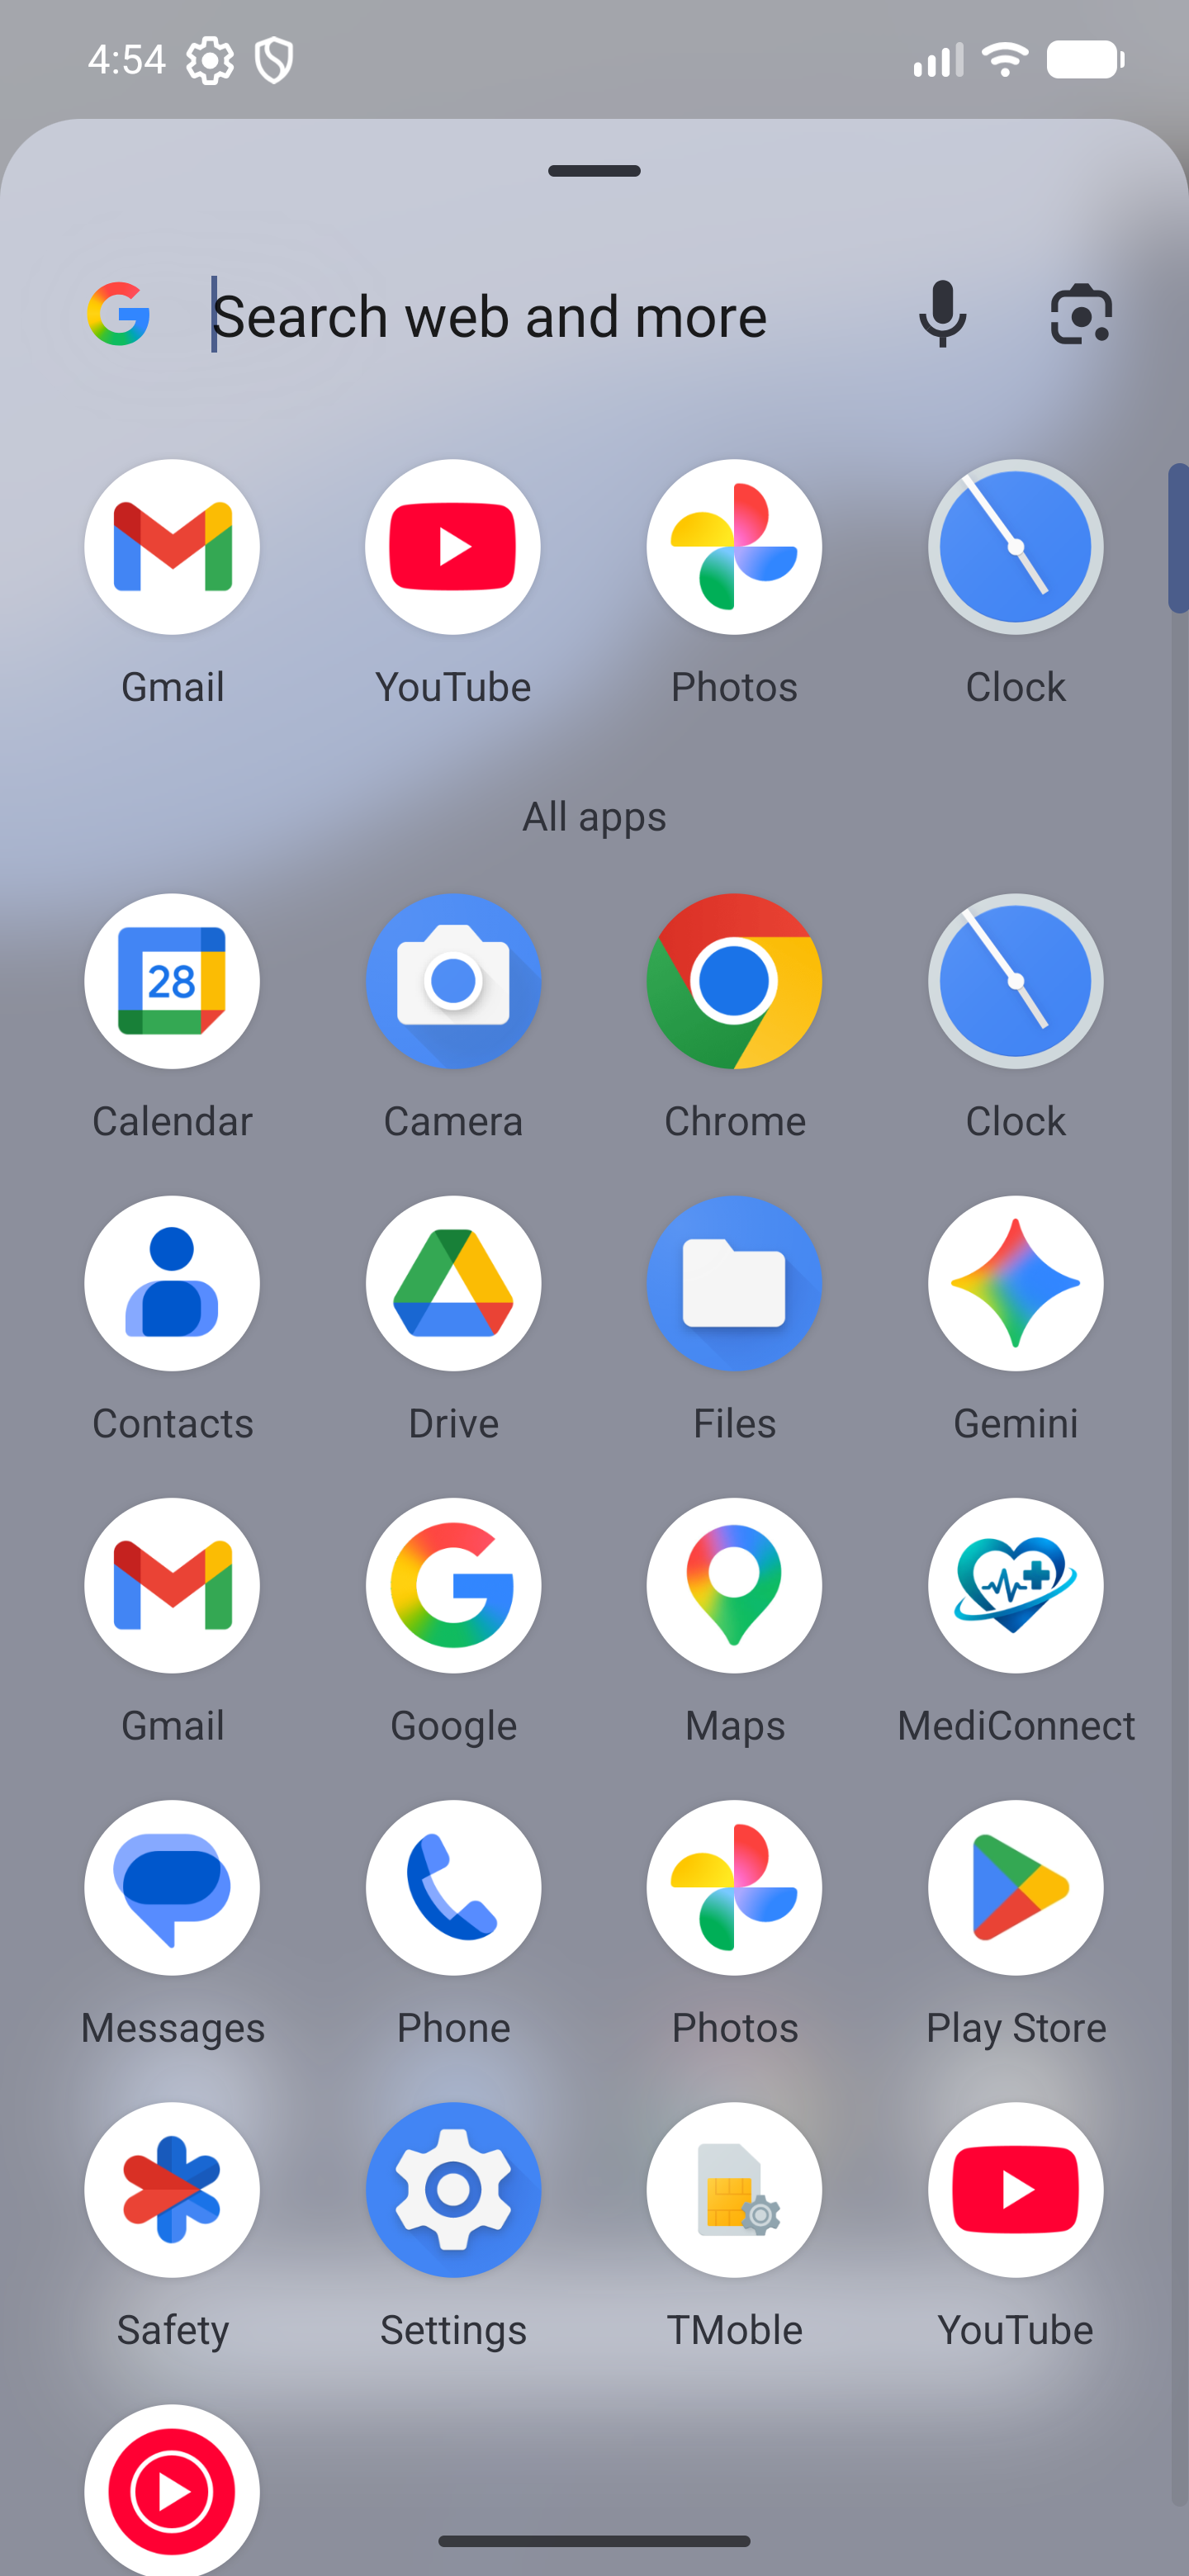 4:54
Search web and more
Gmail YouTube Photos Clock
All apps
28
Calendar Camera Chrome Clock
Contacts Drive Files Gemini
Gmail Google Maps MediConnect
Messages Phone Photos Play Store
Safety Settings TMoble YouTube